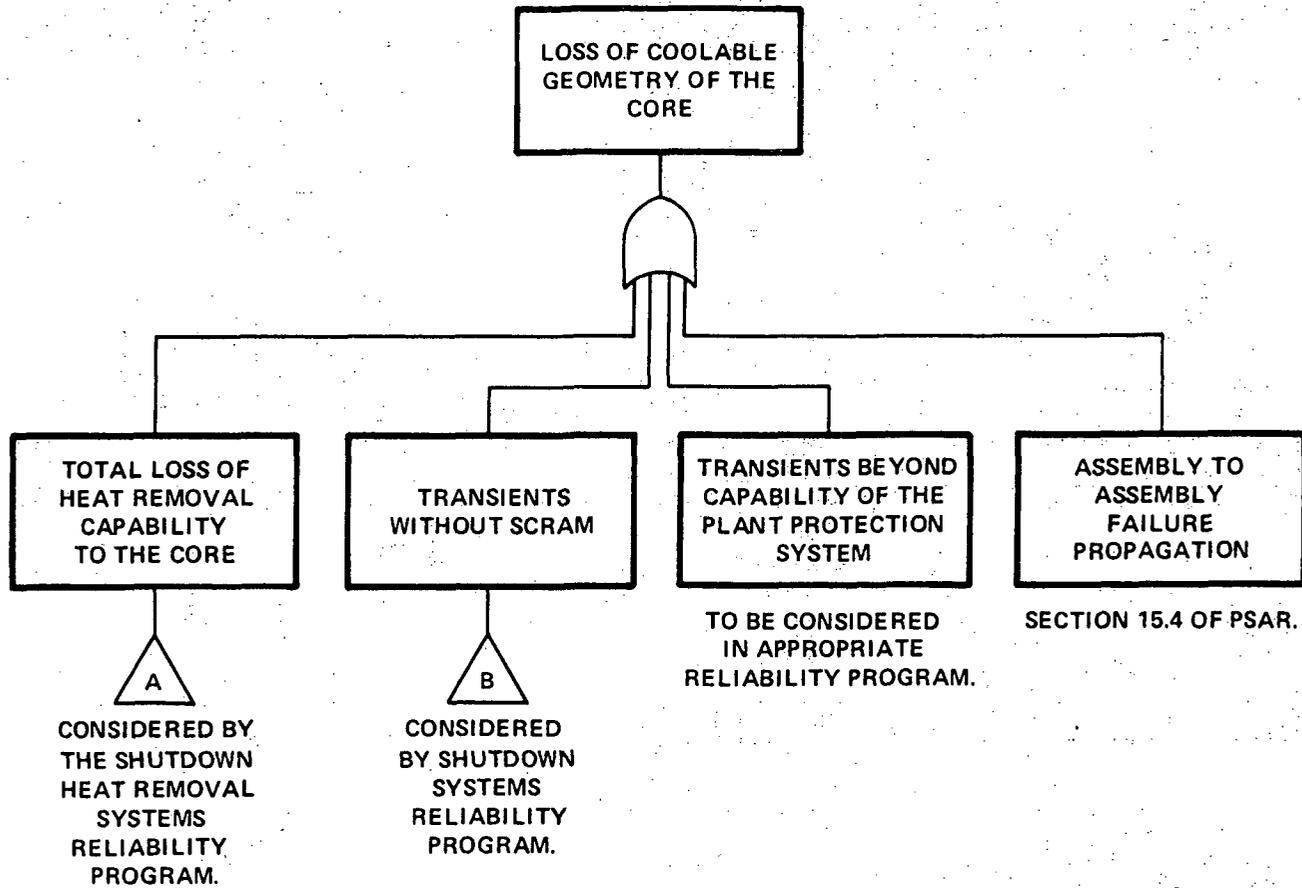 LOSS OF COOLABLE
GEOMETRY OF THE
CORE
TOTAL LOSS OF
HEAT REMOVAL
CAPABILITY
TO THE CORE
TRANSIENTS
WITHOUT SCRAM
TRANSIENTS BEYOND
CAPABILITY OF THE
PLANT PROTECTION
SYSTEM
ASSEMBLY TO
ASSEMBLY
FAILURE
PROPAGATION
A
CONSIDERED BY
THE SHUTDOWN
HEAT REMOVAL
SYSTEMS
RELIABILITY
PROGRAM.
B
CONSIDERED
BY SHUTDOWN
SYSTEMS
RELIABILITY
PROGRAM.
TO BE CONSIDERED
IN APPROPRIATE
RELIABILITY PROGRAM.
SECTION 15.4 OF PSAR.